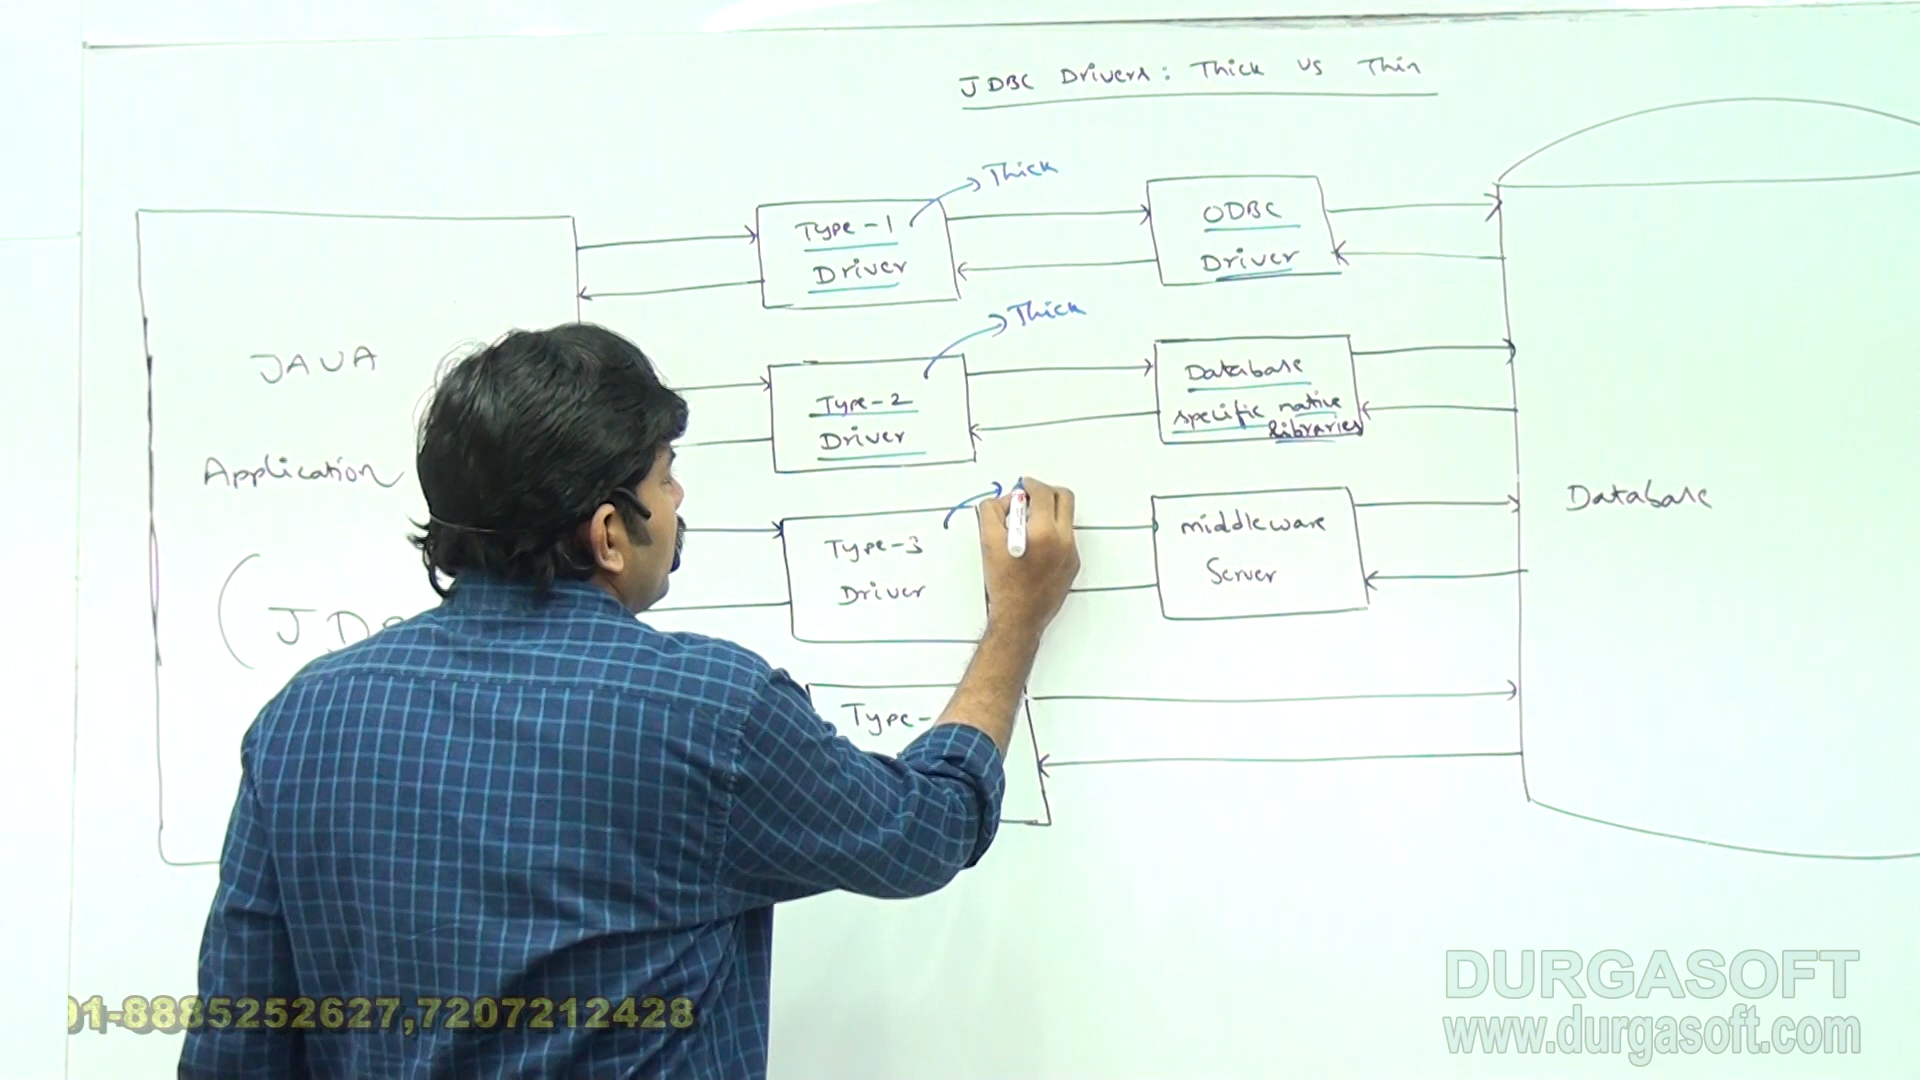 JDBC Drivers: Thick vs Thin
Thick
Type-1
Driver
ODBC
Driver
Thick
JAVA
Application
Type-2
Driver
Database
specific native
libraries
Type-3
Driver
middleware
Server
Database
Type-
DURGASOFT
www.durgasoft.com
91-8885252627,7207212428